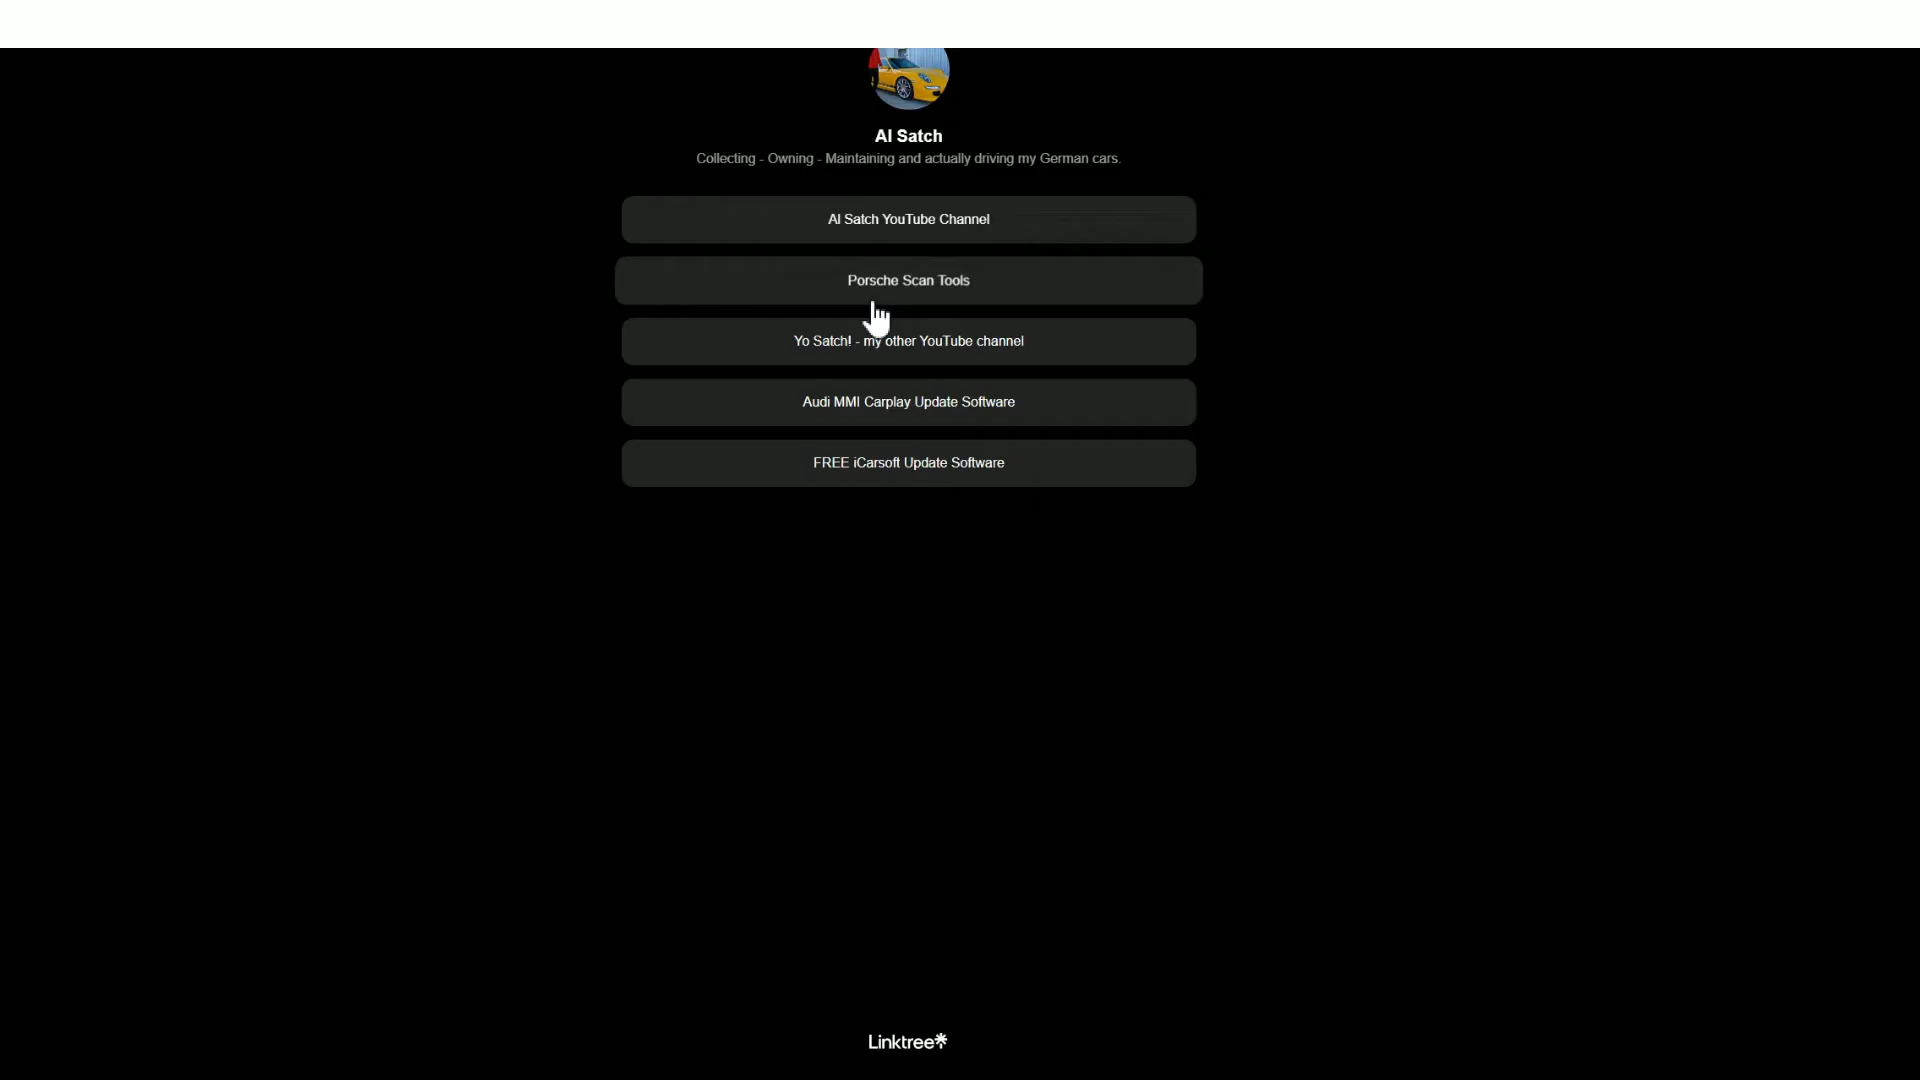 Al Satch
Collecting - Owning - Maintaining and actually driving my German cars.
Al Satch YouTube Channel
Porsche Scan Tools
Yo Satch! - my other YouTube channel
Audi MMI Carplay Update Software
FREE iCarsoft Update Software
Linktree